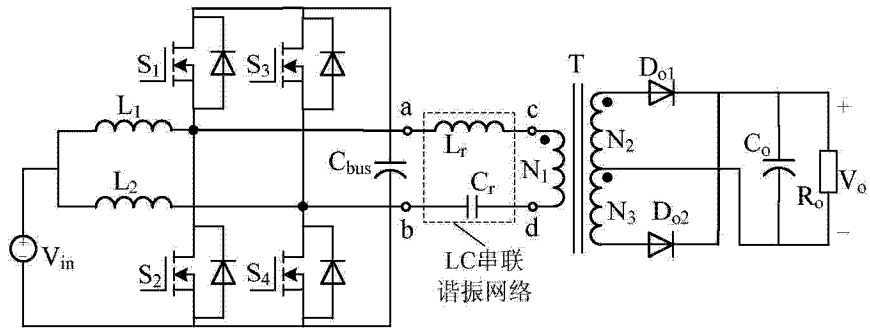 S1
S3
L1
L2
Cbus
a
c
Lr
Cr
b
d
N1
T
Do1
N2
N3
Do2
Co
Ro
+
Vo
−
Vin
S2
S4
LC串联
谐振网络